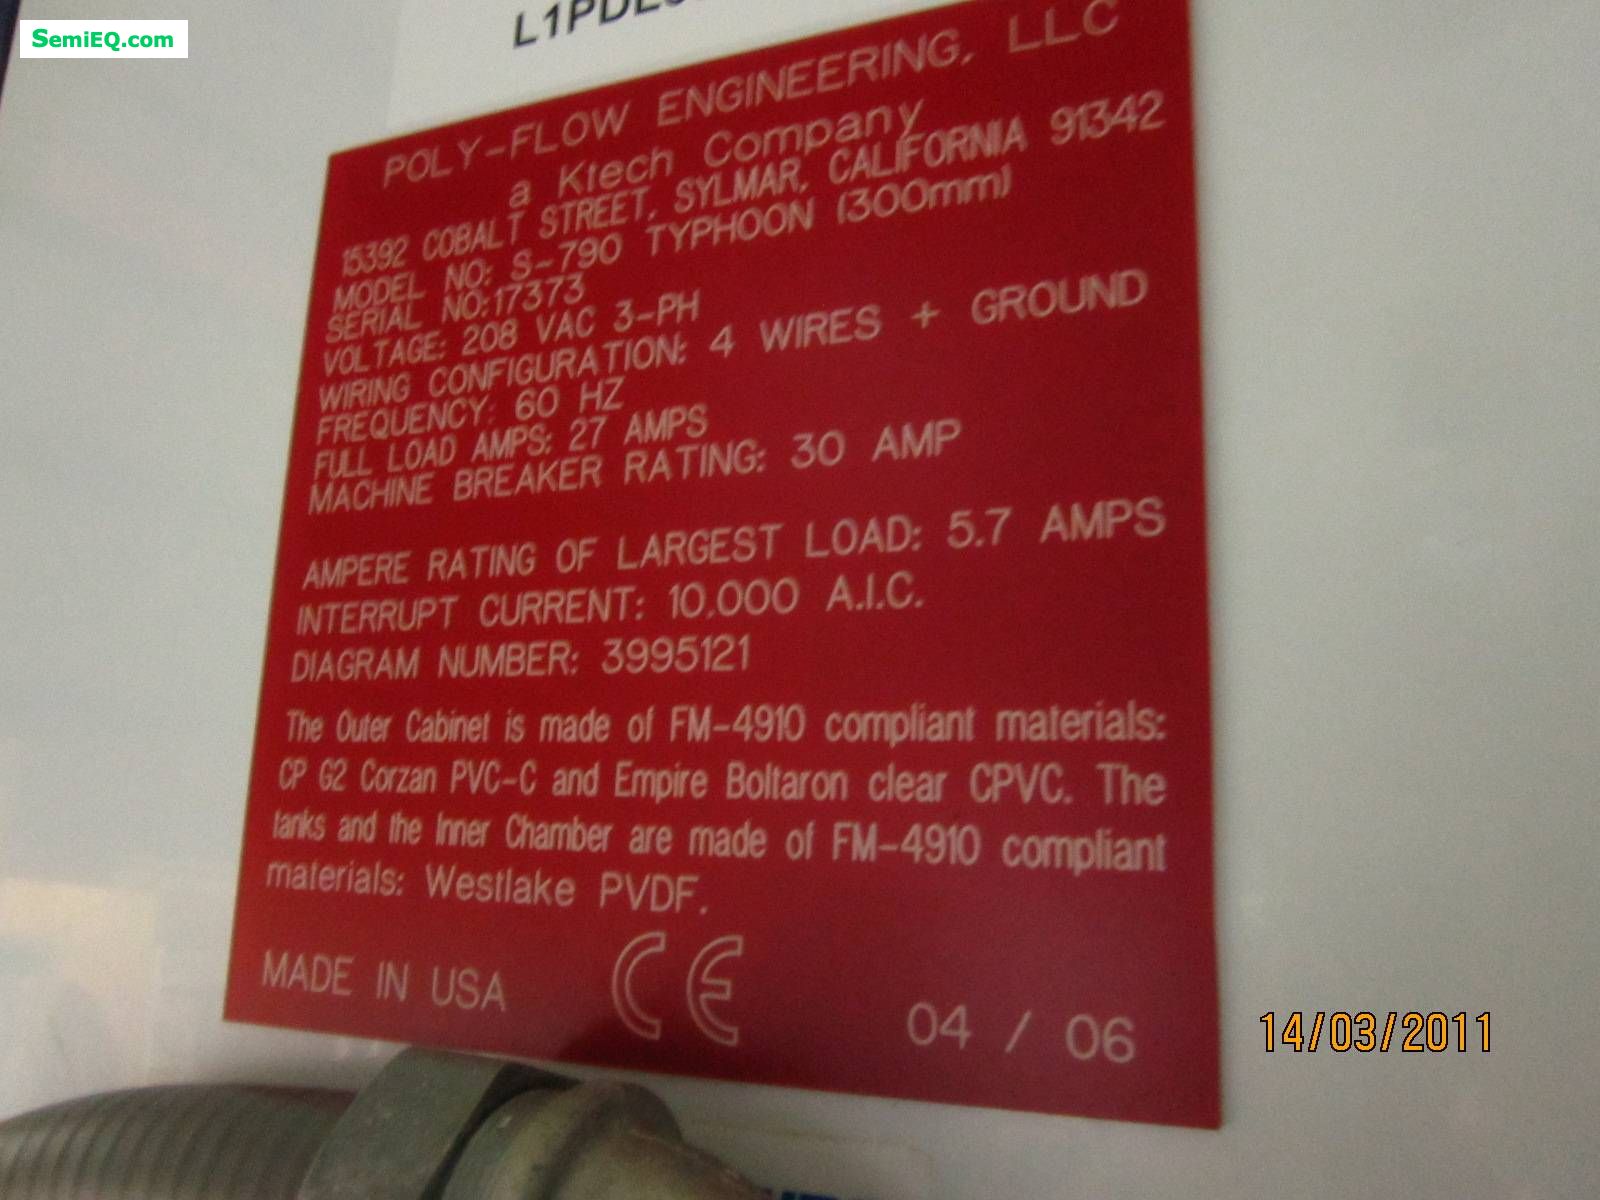 SemiEQ.com
POLY-FLOW ENGINEERING, LLC
a Ktech Company
15392 COBALT STREET, SYLMAR, CALIFORNIA 91342
MODEL NO: S-790 TYPHOON (300mm)
SERIAL NO:17373
VOLTAGE: 208 VAC 3-PH
WIRING CONFIGURATION: 4 WIRES + GROUND
FREQUENCY: 60 HZ
FULL LOAD AMPS: 27 AMPS
MACHINE BREAKER RATING: 30 AMP
AMPERE RATING OF LARGEST LOAD: 5.7 AMPS
INTERRUPT CURRENT: 10,000 A.I.C.
DIAGRAM NUMBER: 3995121
The Outer Cabinet is made of FM-4910 compliant materials:
CP G2 Corzan PVC-C and Empire Boltaron clear CPVC. The
tanks and the Inner Chamber are made of FM-4910 compliant
materials: Westlake PVDF.
MADE IN USA CE 04 / 06
14/03/2011